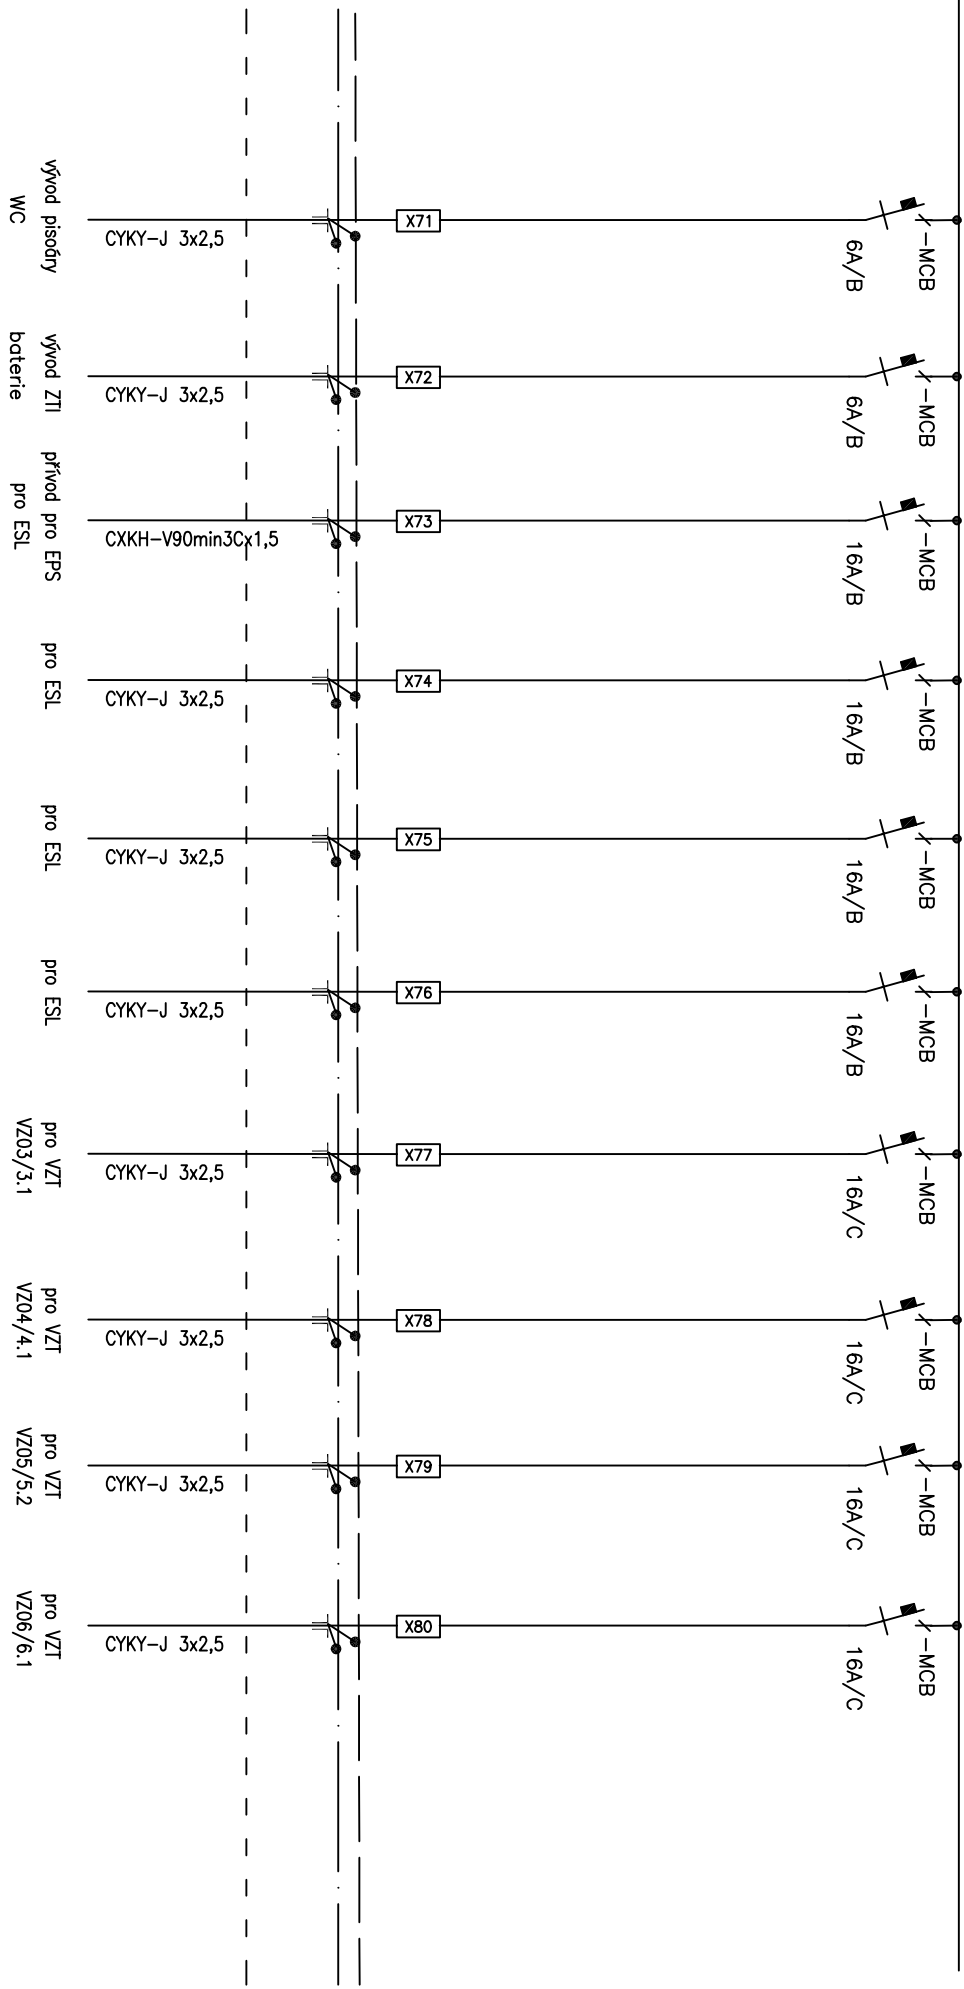 vývod pisoáry
WC
CYKY-J 3x2,5
X71
6A/B
-MCB
vývod ZTI
baterie
CYKY-J 3x2,5
X72
6A/B
-MCB
přívod pro EPS
pro ESL
CXKH-V90min3Cx1,5
X73
16A/B
-MCB
pro ESL
CYKY-J 3x2,5
X74
16A/B
-MCB
pro ESL
CYKY-J 3x2,5
X75
16A/B
-MCB
pro ESL
CYKY-J 3x2,5
X76
16A/B
-MCB
pro VZT
VZ03/3.1
CYKY-J 3x2,5
X77
16A/C
-MCB
pro VZT
VZ04/4.1
CYKY-J 3x2,5
X78
16A/C
-MCB
pro VZT
VZ05/5.2
CYKY-J 3x2,5
X79
16A/C
-MCB
pro VZT
VZ06/6.1
CYKY-J 3x2,5
X80
16A/C
-MCB